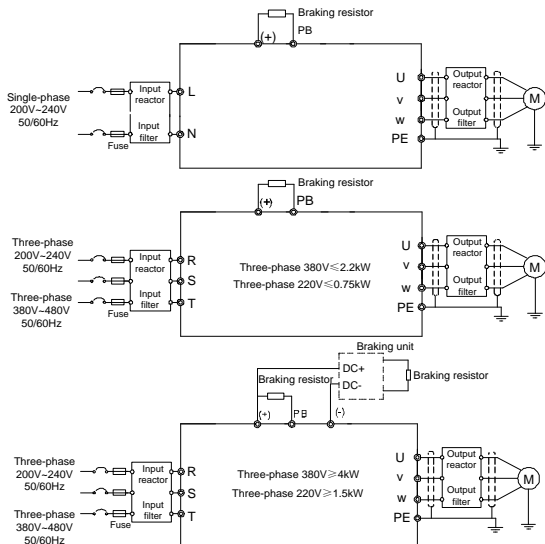 Braking resistor
(+)
PB
Single-phase
200V~240V
50/60Hz
Fuse
Input
reactor
Input
filter
L
N
U
v
w
PE
Output
reactor
Output
filter
M
Braking resistor
(+)
PB
Three-phase
200V~240V
50/60Hz
Three-phase
380V~480V
50/60Hz
Fuse
Input
reactor
Input
filter
R
S
T
Three-phase 380V≤2.2kW
Three-phase 220V≤0.75kW
U
v
w
PE
Output
reactor
Output
filter
M
Braking unit
DC+
DC-
Braking resistor
Braking resistor
(+)
PB
(-)
Three-phase
200V~240V
50/60Hz
Three-phase
380V~480V
50/60Hz
Fuse
Input
reactor
Input
filter
R
S
T
Three-phase 380V≥4kW
Three-phase 220V≥1.5kW
U
v
w
PE
Output
reactor
Output
filter
M